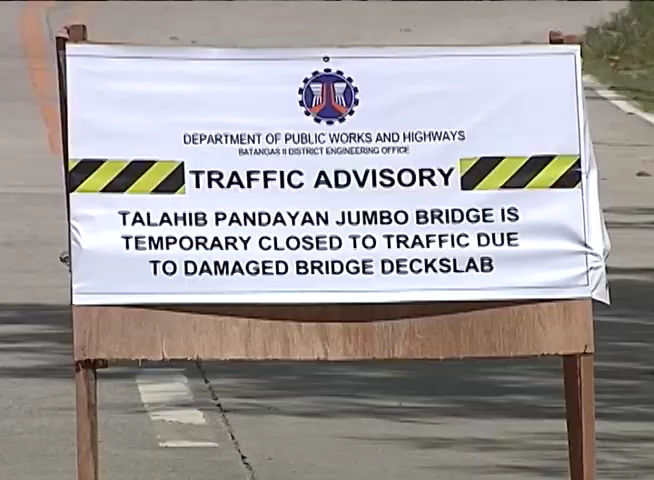 DEPARTMENT OF PUBLIC WORKS AND HIGHWAYS
BATANGAS II DISTRICT ENGINEERING OFFICE
TRAFFIC ADVISORY
TALAHIB PANDAYAN JUMBO BRIDGE IS
TEMPORARY CLOSED TO TRAFFIC DUE
TO DAMAGED BRIDGE DECKSLAB